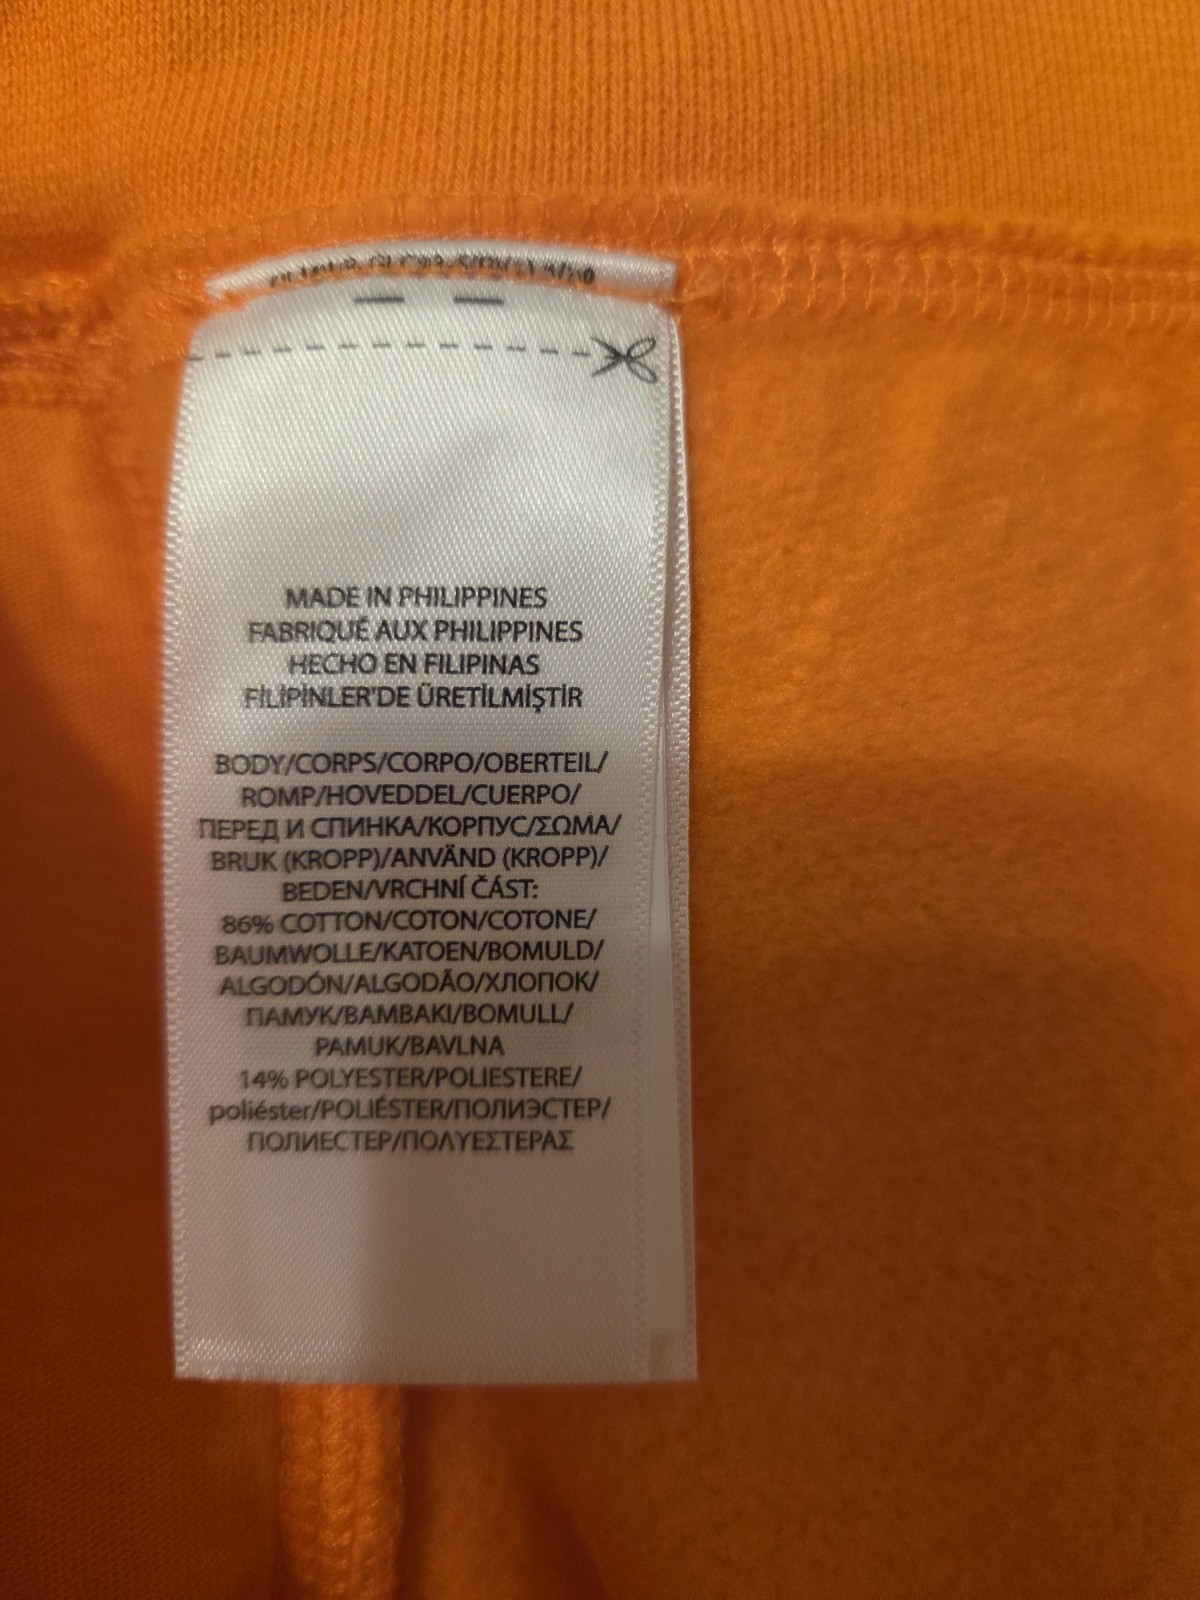 MADE IN PHILIPPINES
FABRIQUÉ AUX PHILIPPINES
HECHO EN FILIPINAS
FİLİPİNLER'DE ÜRETİLMİŞTİR
BODY/CORPS/CORPO/OBERTEIL/
ROMP/HOVEDDEL/CUERPO/
ПЕРЕД И СПИНКА/КОРПУС/ΣΩΜΑ/
BRUK (KROPP)/ANVÄND (KROPP)/
BEDEN/VRCHNÍ ČÁST:
86% COTTON/COTON/COTONE/
BAUMWOLLE/KATOEN/BOMULD/
ALGODÓN/ALGODÃO/ХЛОПОК/
ПАМУК/BAMBAKI/BOMULL/
PAMUK/BAVLNA
14% POLYESTER/POLIESTERE/
poliéster/POLIÉSTER/ПОЛИЭСТЕР/
ПОЛИЕСТЕР/ΠΟΛΥΕΣΤΕΡΑΣ